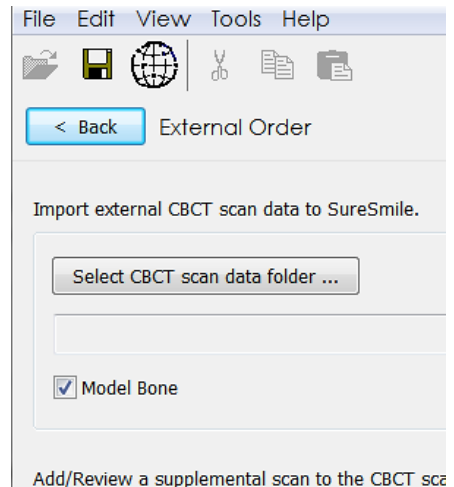 File Edit View Tools Help
< Back External Order
Import external CBCT scan data to SureSmile.
Select CBCT scan data folder ...
Model Bone
Add/Review a supplemental scan to the CBCT sca